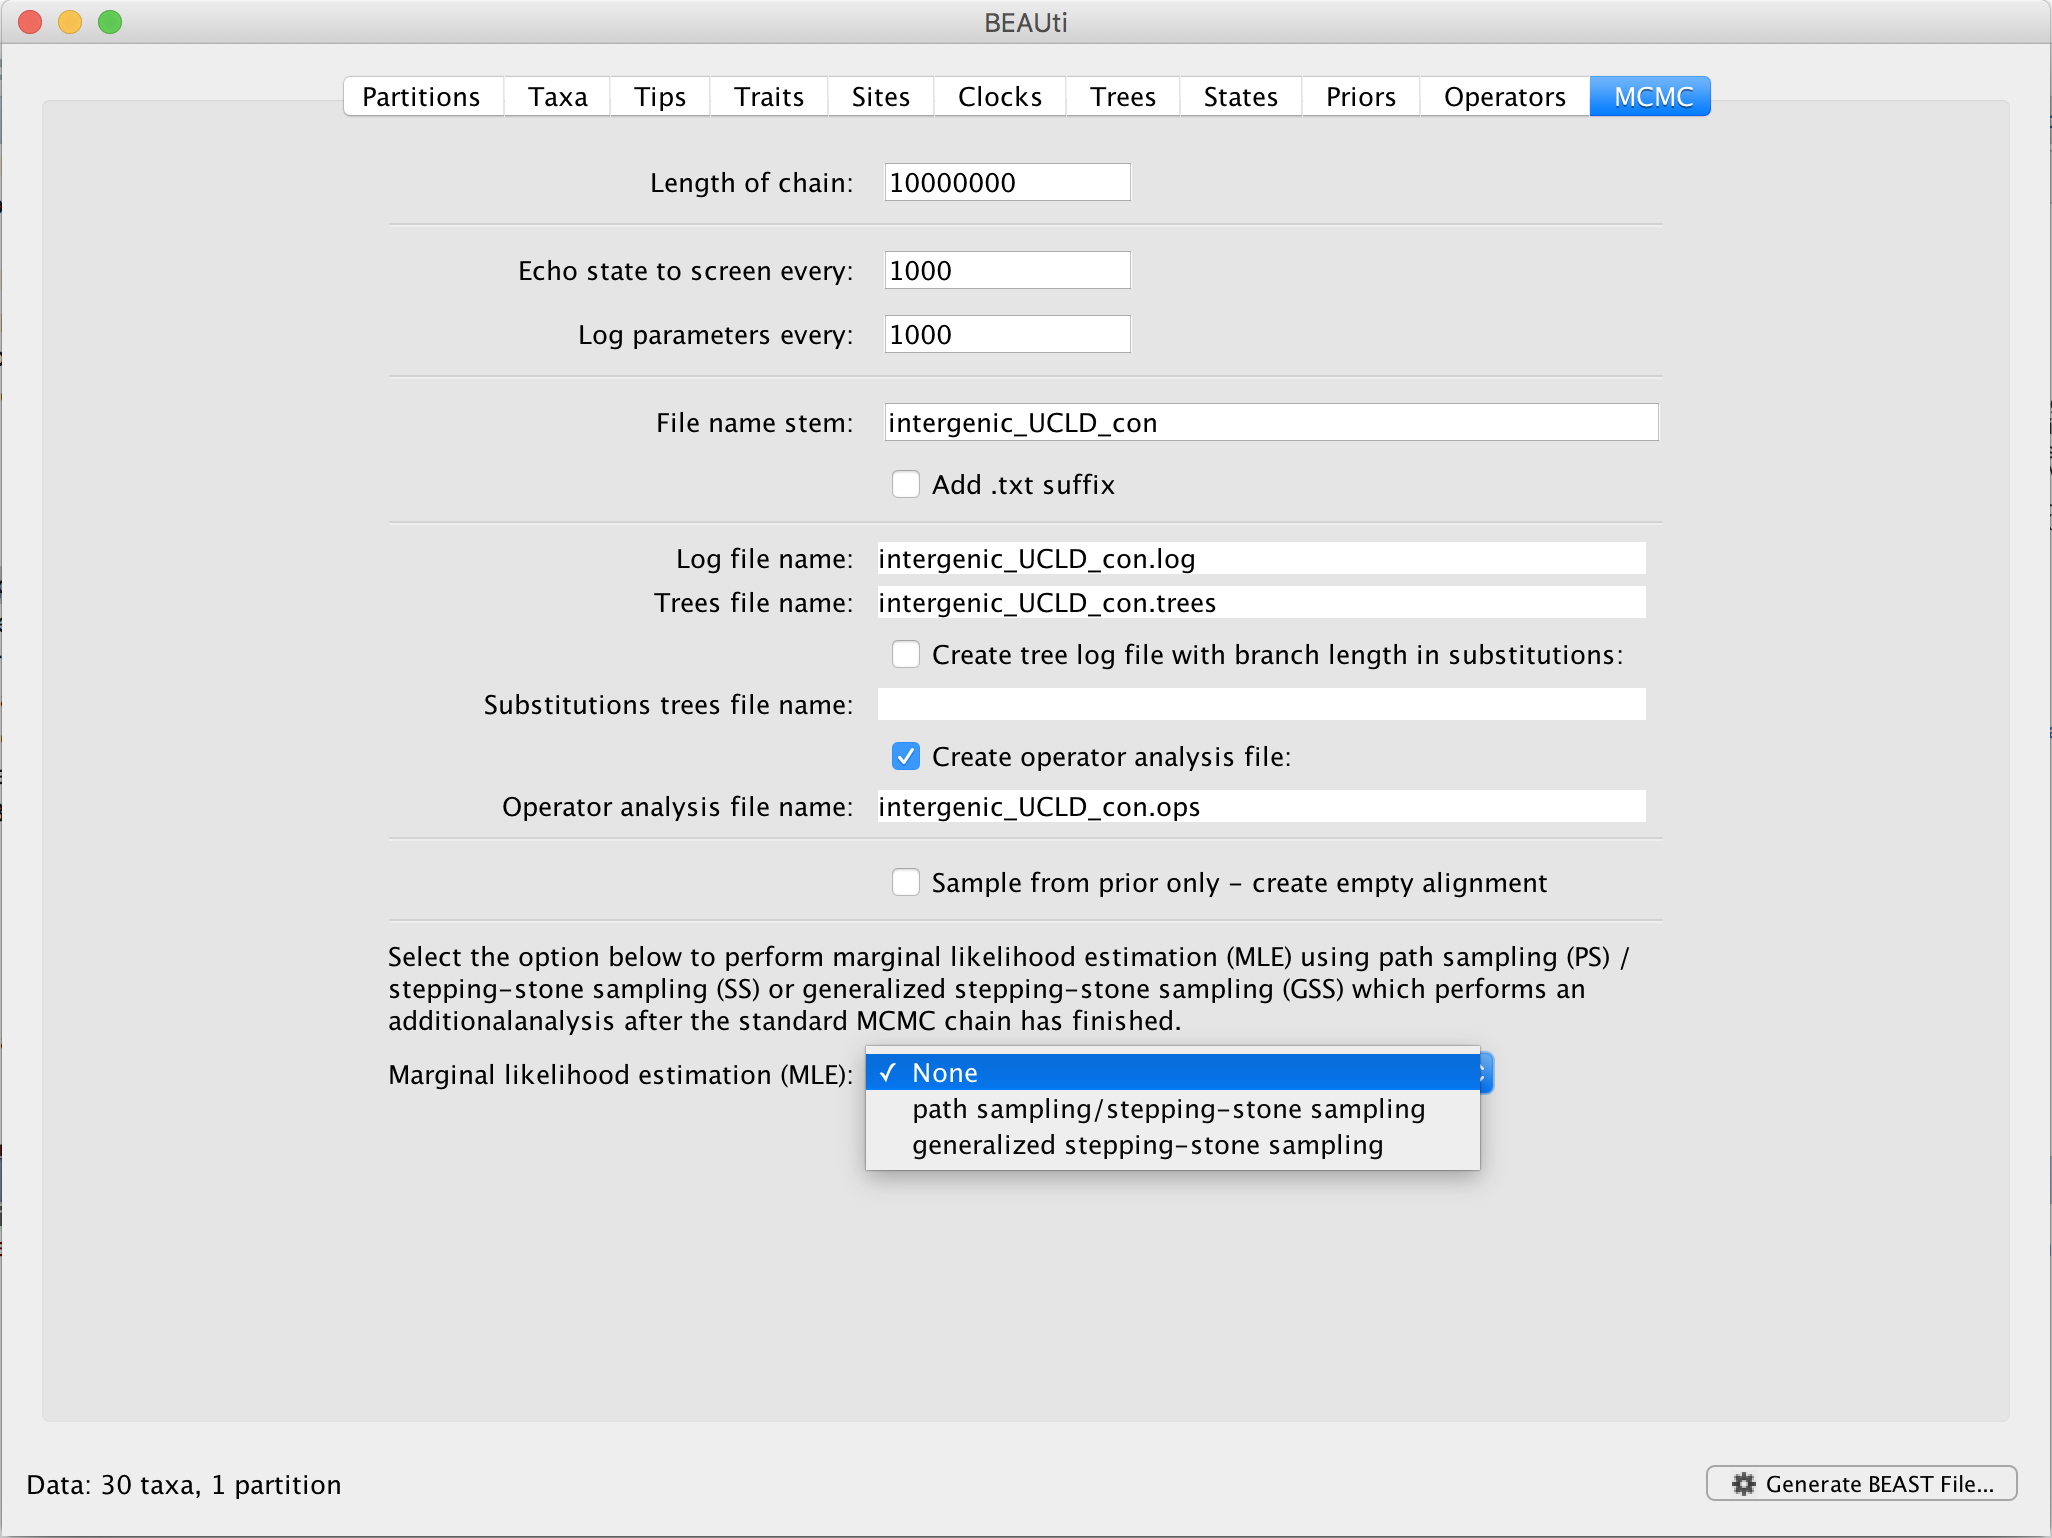 BEAUti
Partitions Taxa Tips Traits Sites Clocks Trees States Priors Operators MCMC
Length of chain: 10000000
Echo state to screen every: 1000
Log parameters every: 1000
File name stem: intergenic_UCLD_con
Add .txt suffix
Log file name: intergenic_UCLD_con.log
Trees file name: intergenic_UCLD_con.trees
Create tree log file with branch length in substitutions:
Substitutions trees file name:
Create operator analysis file:
Operator analysis file name: intergenic_UCLD_con.ops
Sample from prior only - create empty alignment
Select the option below to perform marginal likelihood estimation (MLE) using path sampling (PS) /
stepping-stone sampling (SS) or generalized stepping-stone sampling (GSS) which performs an
additionalanalysis after the standard MCMC chain has finished.
Marginal likelihood estimation (MLE): ✓ None
path sampling/stepping-stone sampling
generalized stepping-stone sampling
Data: 30 taxa, 1 partition
Generate BEAST File...